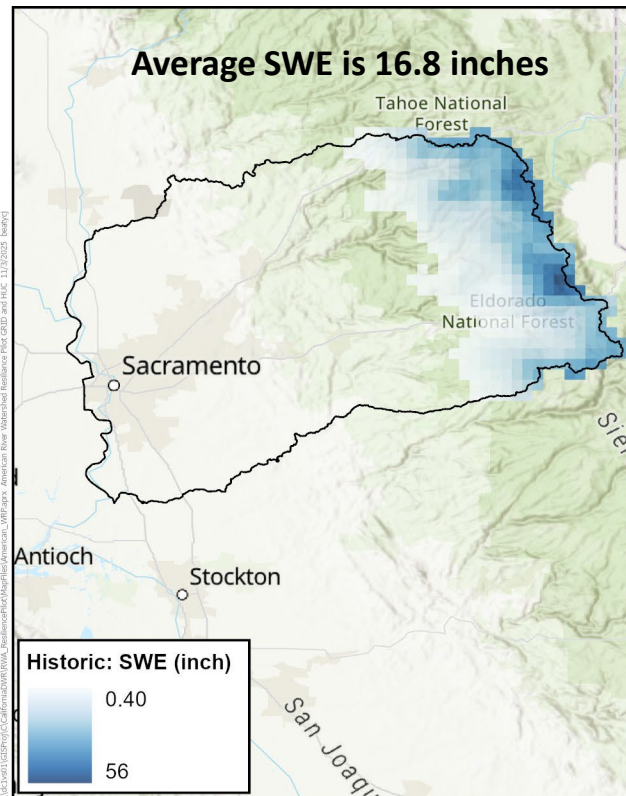 Average SWE is 16.8 inches
Tahoe National
Forest
Eldorado
National Forest
Sacramento
Antioch
Stockton
Historic: SWE (inch)
0.40
56
San Joaqu
Sier